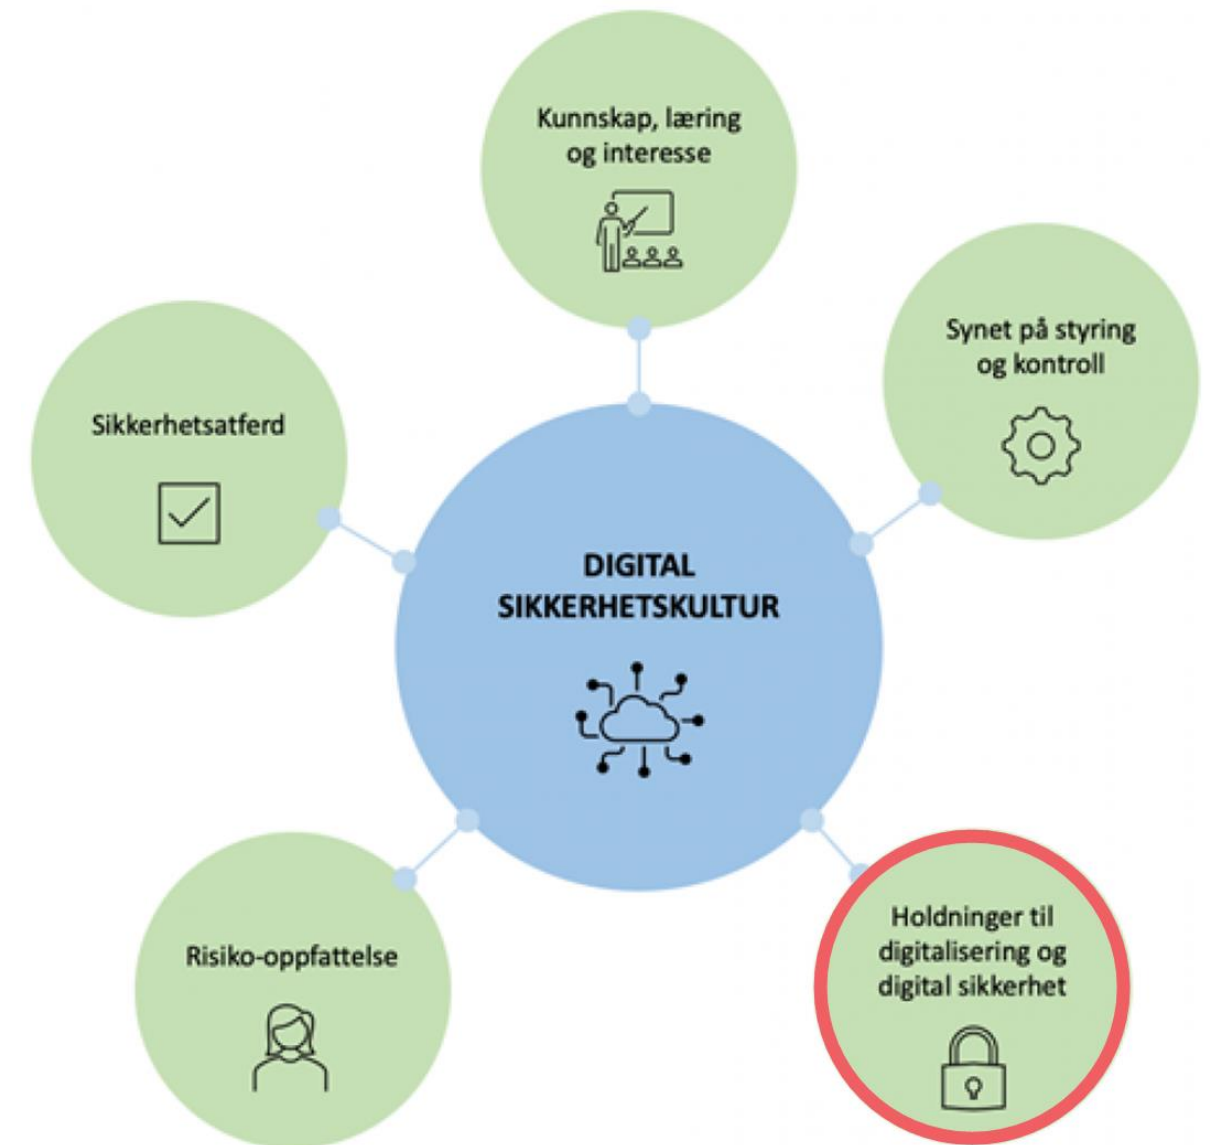 Kunnskap, læring
og interesse
Synet på styring
og kontroll
Sikkerhetsatferd
DIGITAL
SIKKERHETSKULTUR
Risiko-oppfattelse
Holdninger til
digitalisering og
digital sikkerhet